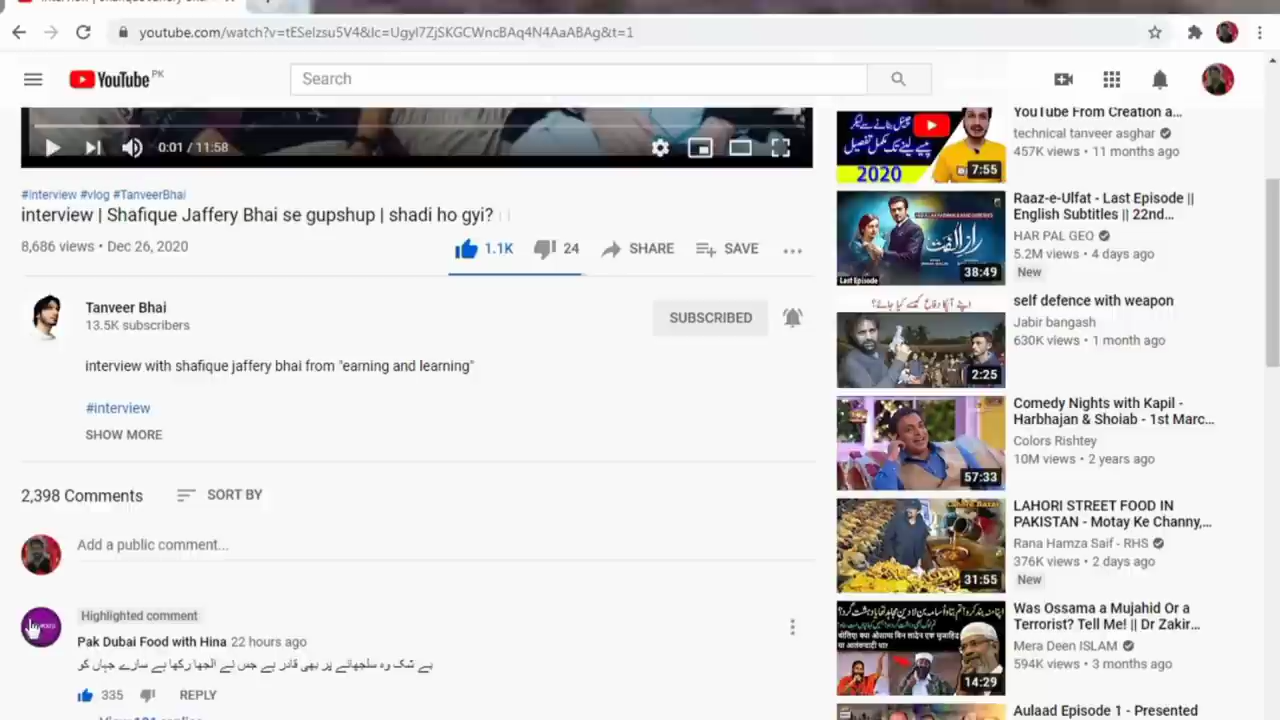 youtube.com/watch?v=tESelzsu5V4&lc=UgyI7ZjSKGCWncBAq4N4AaABAg&t=1
YouTube PK
Search
0:01 / 11:58
#interview #vlog #TanveerBhai
interview | Shafique Jaffery Bhai se gupshup | shadi ho gyi?
8,686 views • Dec 26, 2020
1.1K 24 SHARE SAVE
Tanveer Bhai
13.5K subscribers
SUBSCRIBED
interview with shafique jaffery bhai from "earning and learning"
#interview
SHOW MORE
2,398 Comments SORT BY
Add a public comment...
Highlighted comment
Pak Dubai Food with Hina 22 hours ago
بے شک وہ سلجھانے پر بھی قادر ہے جس نے الجھا رکھا ہے سارے جہاں کو
335 REPLY
2020
7:55
YouTube From Creation a...
technical tanveer asghar
457K views • 11 months ago
راز الفت
Last Episode
38:49
Raaz-e-Ulfat - Last Episode ||
English Subtitles || 22nd...
HAR PAL GEO
5.2M views • 4 days ago
New
اپنے آپکا دفاع کیسے کیا جائے؟
2:25
self defence with weapon
Jabir bangash
630K views • 1 month ago
57:33
Comedy Nights with Kapil -
Harbhajan & Shoiab - 1st Marc...
Colors Rishtey
10M views • 2 years ago
31:55
LAHORI STREET FOOD IN
PAKISTAN - Motay Ke Channy,...
Rana Hamza Saif - RHS
376K views • 2 days ago
New
14:29
Was Ossama a Mujahid Or a
Terrorist? Tell Me! || Dr Zakir...
Mera Deen ISLAM
594K views • 3 months ago
Aulaad Episode 1 - Presented